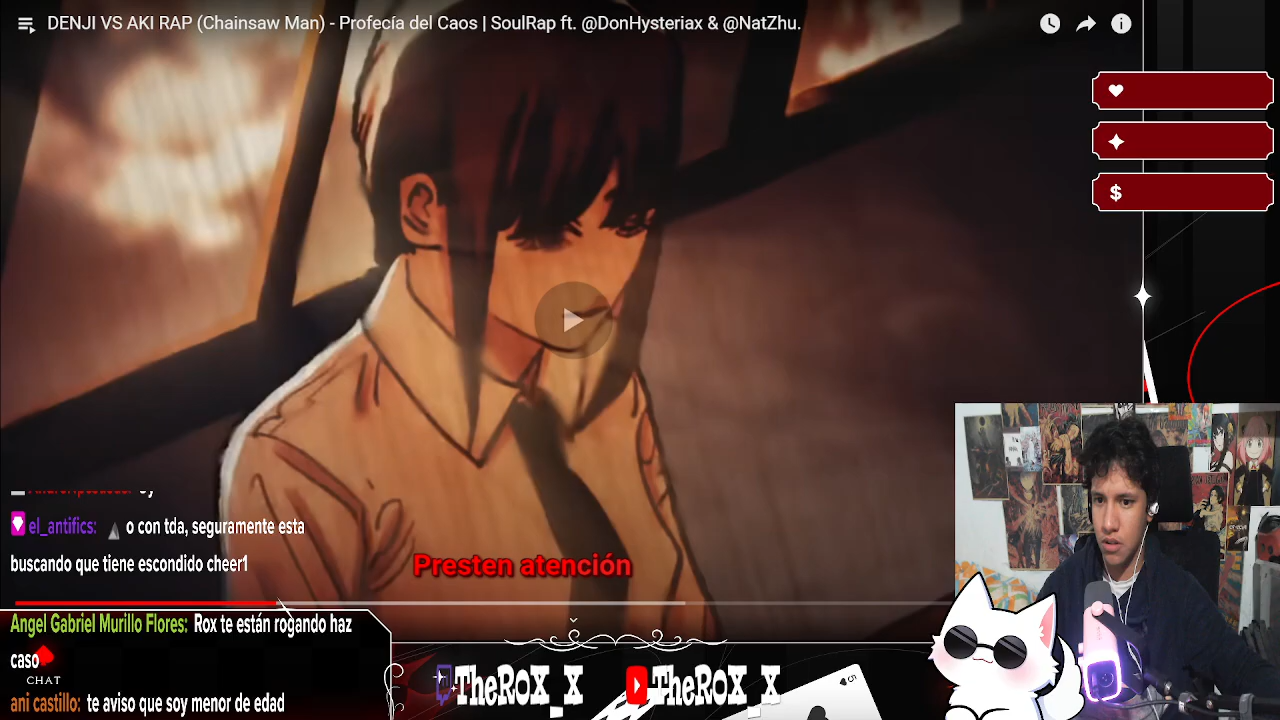 DENJI VS AKI RAP (Chainsaw Man) - Profecía del Caos | SoulRap ft. @DonHysteriax & @NatZhu.
$
el_antifics: o con tda, seguramente esta
buscando que tiene escondido cheer1
Presten atención
Angel Gabriel Murillo Flores: Rox te están rogando haz
caso
CHAT
ani castillo: te aviso que soy menor de edad
TheROX_X
TheROX_X
5